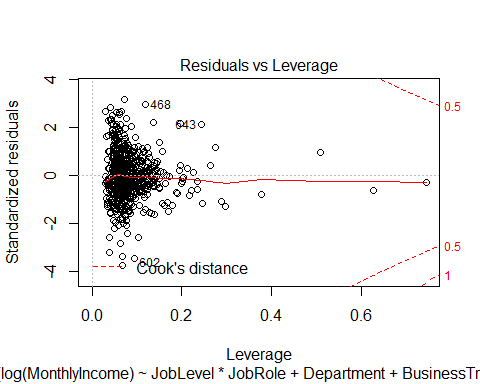 Residuals vs Leverage
Standardized residuals
4
2
0
-2
-4
468
643
602
Cook's distance
0.5
0.5
1
0.0 0.2 0.4 0.6
Leverage
log(MonthlyIncome) ~ JobLevel * JobRole + Department + BusinessTr